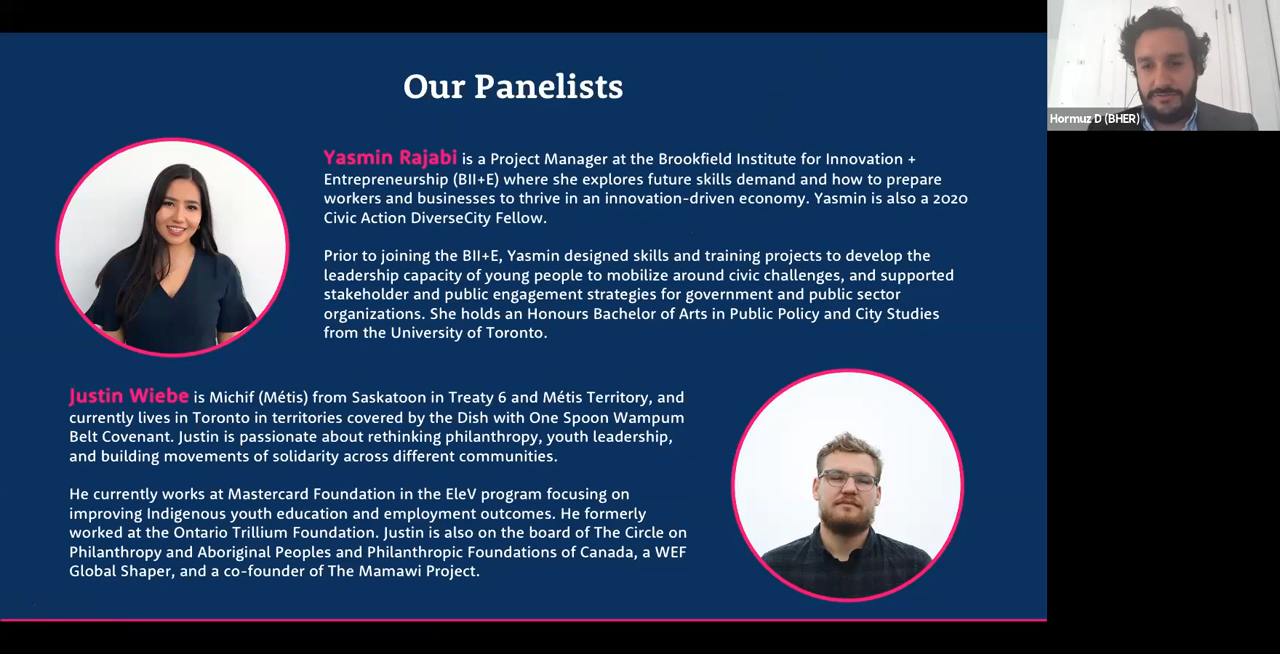 Our Panelists
Hormuz D (BHER)
Yasmin Rajabi is a Project Manager at the Brookfield Institute for Innovation +
Entrepreneurship (BII+E) where she explores future skills demand and how to prepare
workers and businesses to thrive in an innovation-driven economy. Yasmin is also a 2020
Civic Action DiverseCity Fellow.
Prior to joining the BII+E, Yasmin designed skills and training projects to develop the
leadership capacity of young people to mobilize around civic challenges, and supported
stakeholder and public engagement strategies for government and public sector
organizations. She holds an Honours Bachelor of Arts in Public Policy and City Studies
from the University of Toronto.
Justin Wiebe is Michif (Métis) from Saskatoon in Treaty 6 and Métis Territory, and
currently lives in Toronto in territories covered by the Dish with One Spoon Wampum
Belt Covenant. Justin is passionate about rethinking philanthropy, youth leadership,
and building movements of solidarity across different communities.
He currently works at Mastercard Foundation in the EleV program focusing on
improving Indigenous youth education and employment outcomes. He formerly
worked at the Ontario Trillium Foundation. Justin is also on the board of The Circle on
Philanthropy and Aboriginal Peoples and Philanthropic Foundations of Canada, a WEF
Global Shaper, and a co-founder of The Mamawi Project.